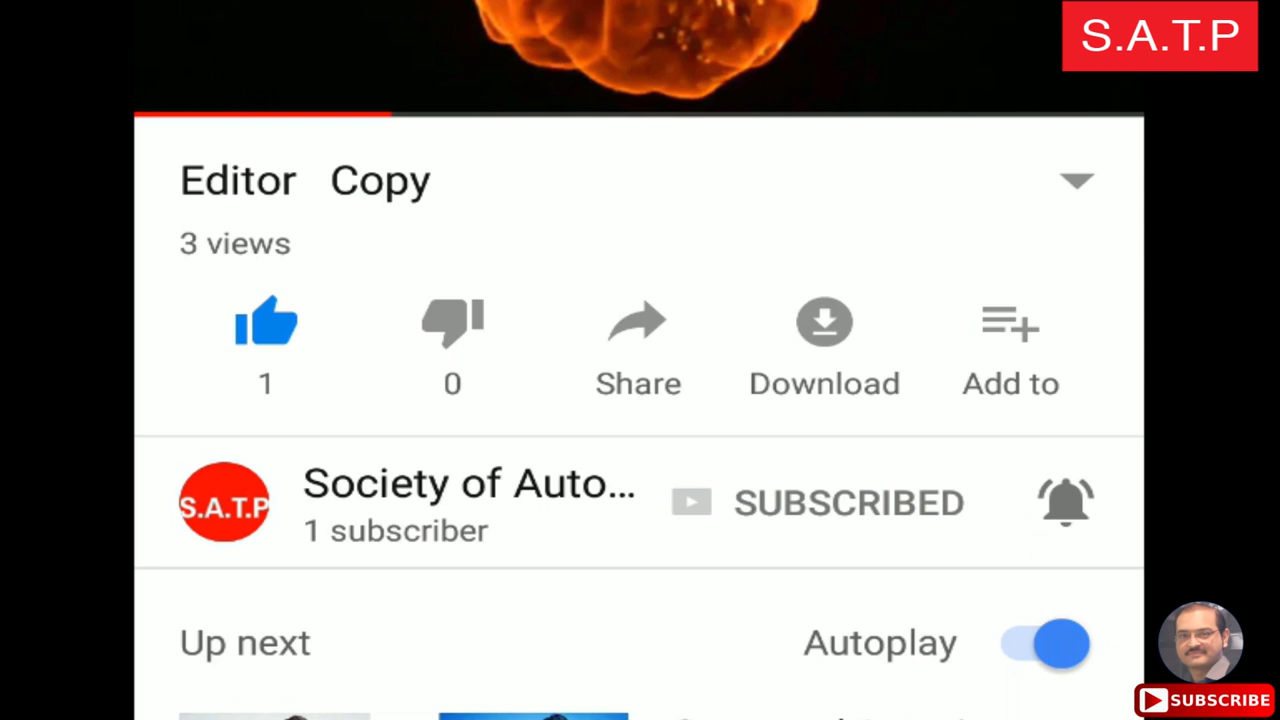 S.A.T.P
Editor Copy
3 views
1 0 Share Download Add to
S.A.T.P Society of Auto... SUBSCRIBED
1 subscriber
Up next Autoplay
SUBSCRIBE